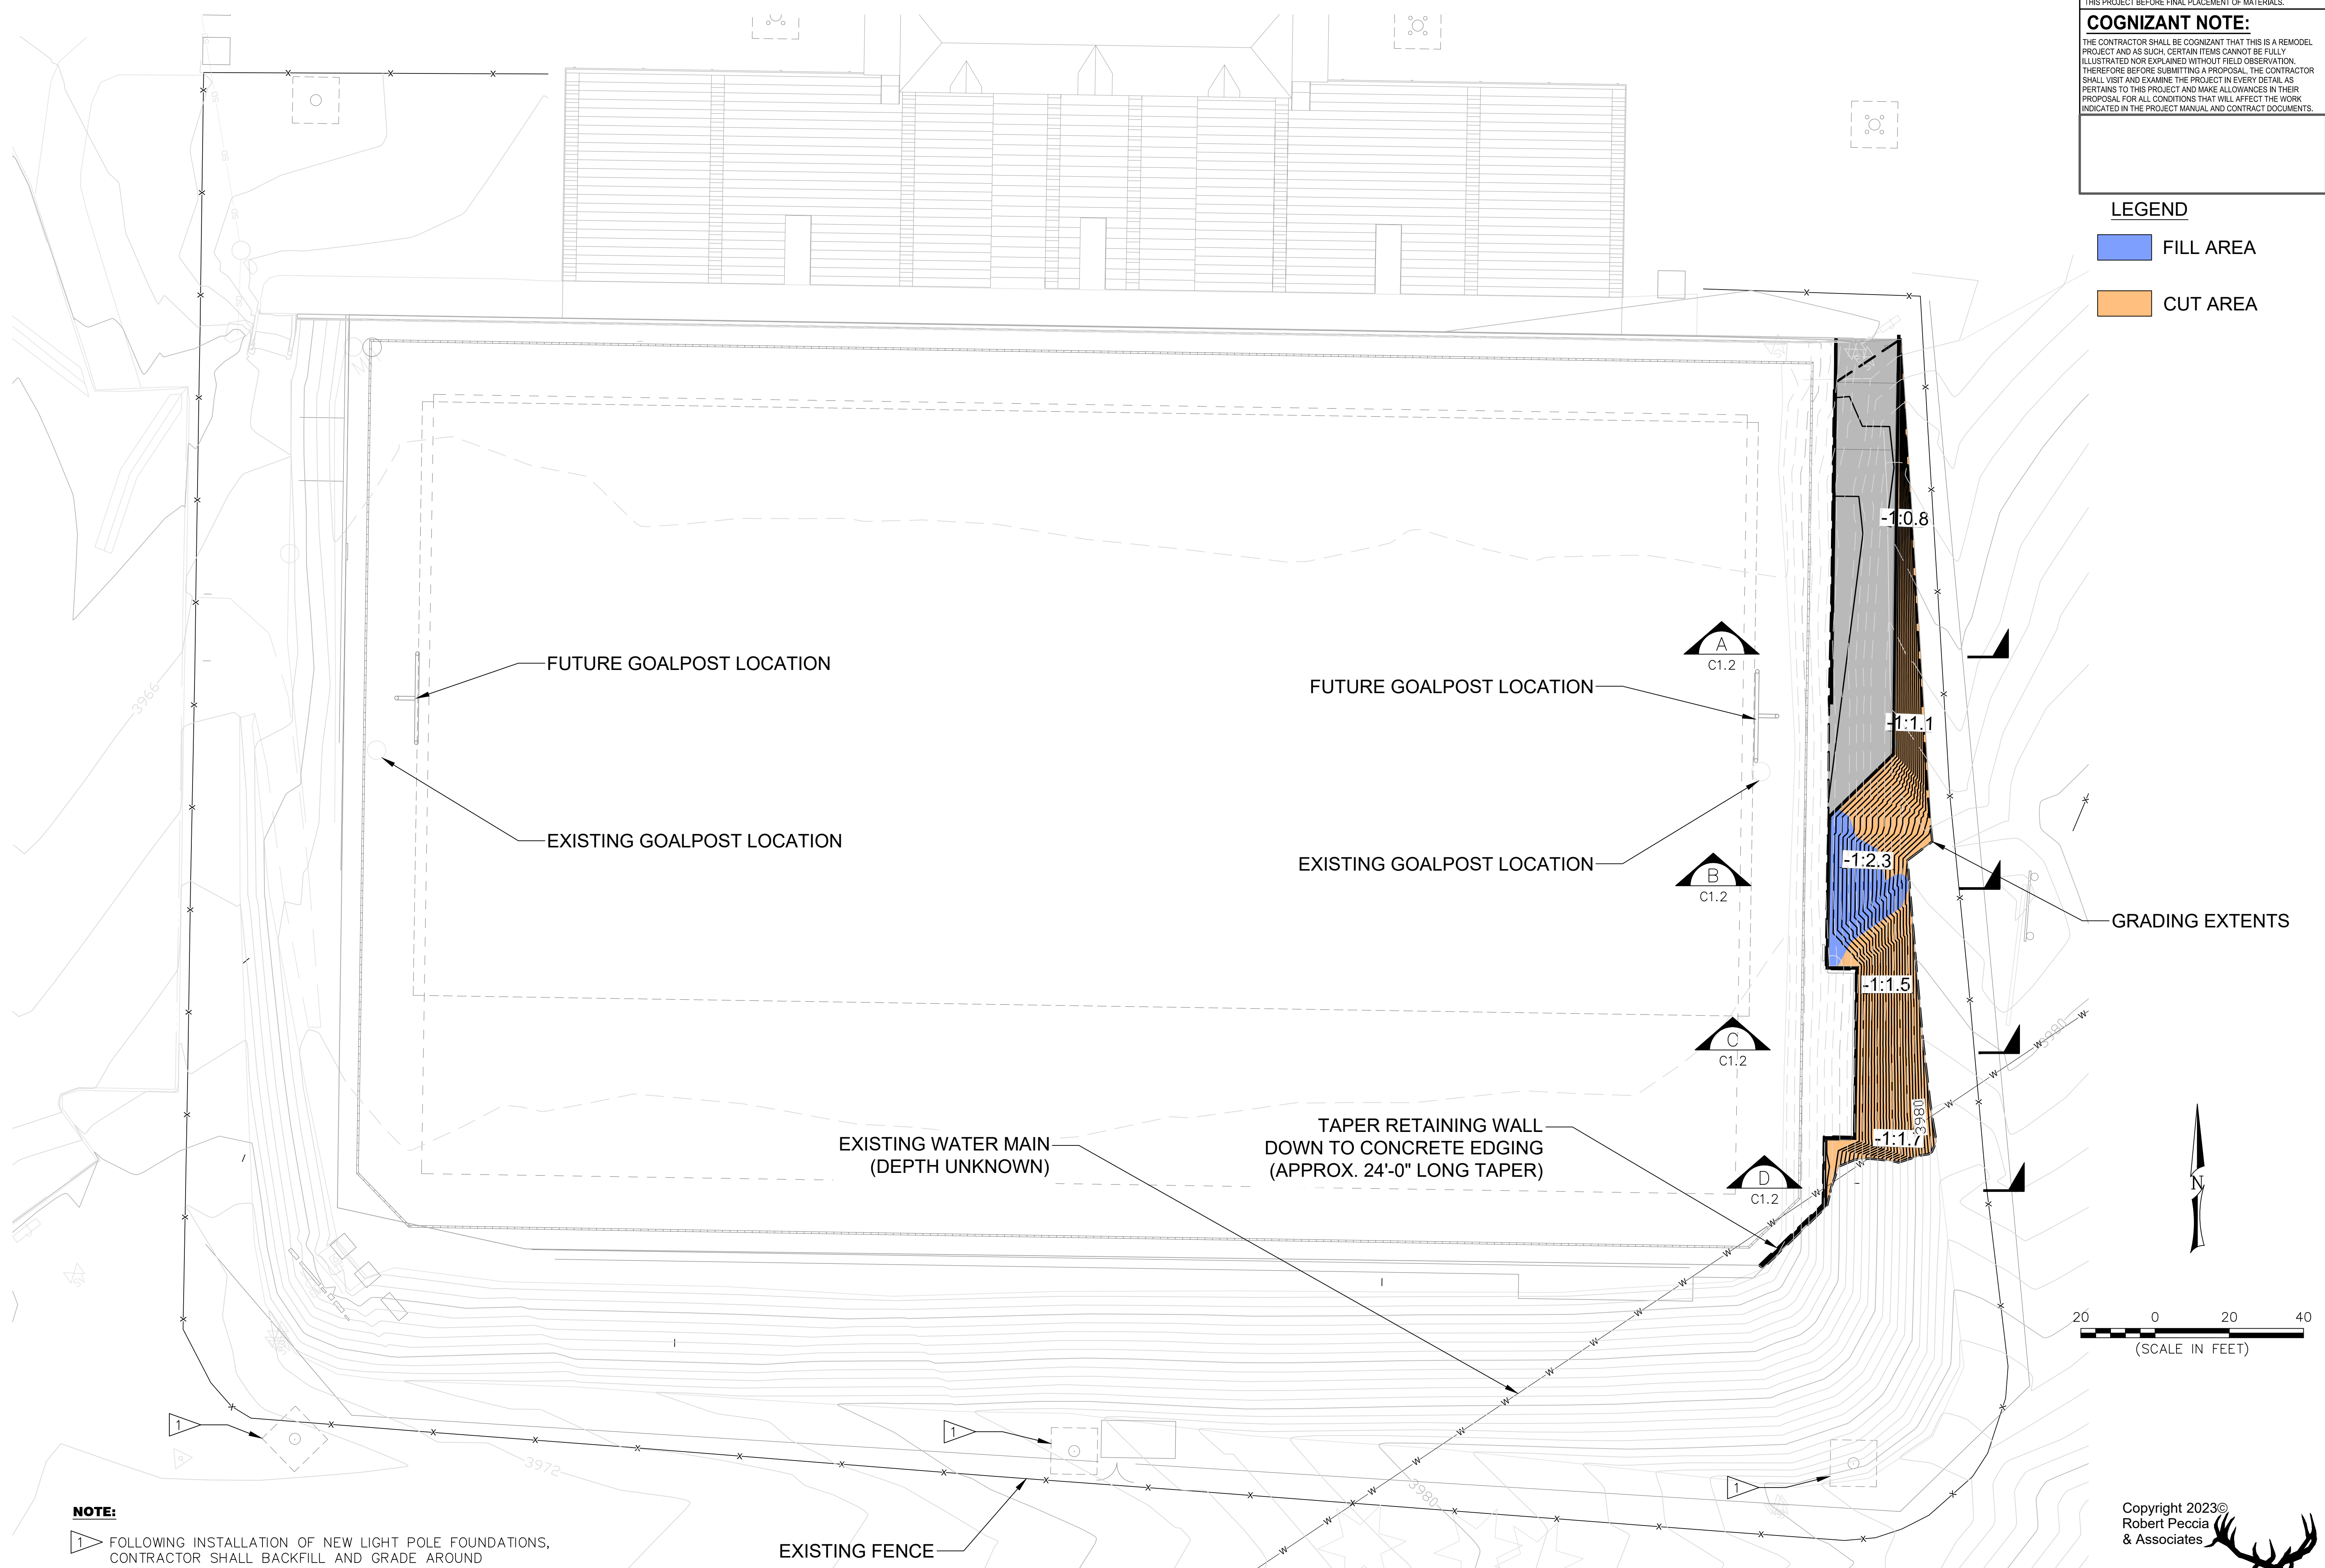 THIS PROJECT BEFORE FINAL PLACEMENT OF MATERIALS.
COGNIZANT NOTE:
THE CONTRACTOR SHALL BE COGNIZANT THAT THIS IS A REMODEL
PROJECT AND AS SUCH, CERTAIN ITEMS CANNOT BE FULLY
ILLUSTRATED NOR EXPLAINED WITHOUT FIELD OBSERVATION,
THEREFORE BEFORE SUBMITTING A PROPOSAL, THE CONTRACTOR
SHALL VISIT AND EXAMINE THE PROJECT IN EVERY DETAIL AS
PERTAINS TO THIS PROJECT AND MAKE ALLOWANCES IN THEIR
PROPOSAL FOR ALL CONDITIONS THAT WILL AFFECT THE WORK
INDICATED IN THE PROJECT MANUAL AND CONTRACT DOCUMENTS.
LEGEND
FILL AREA
CUT AREA
-1:0.8
A
C1.2
FUTURE GOALPOST LOCATION
FUTURE GOALPOST LOCATION
3966
-1:1.1
EXISTING GOALPOST LOCATION
EXISTING GOALPOST LOCATION
-1:2.3
B
C1.2
GRADING EXTENTS
-1:1.5
C
C1.2
3980
3980
-1:1.7
EXISTING WATER MAIN
(DEPTH UNKNOWN)
TAPER RETAINING WALL
DOWN TO CONCRETE EDGING
(APPROX. 24'-0" LONG TAPER)
D
C1.2
N
20 0 20 40
(SCALE IN FEET)
1
1
1
3972
3980
NOTE:
1 FOLLOWING INSTALLATION OF NEW LIGHT POLE FOUNDATIONS,
CONTRACTOR SHALL BACKFILL AND GRADE AROUND
EXISTING FENCE
Copyright 2023©
Robert Peccia
& Associates